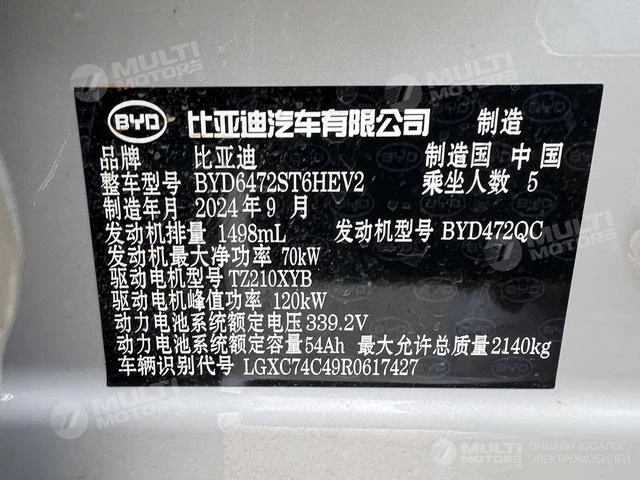 BYD 比亚迪汽车有限公司 制造
品牌 比亚迪 制造国 中国
整车型号 BYD6472ST6HEV2 乘坐人数 5
制造年月 2024年9月
发动机排量 1498mL 发动机型号 BYD472QC
发动机最大净功率 70kW
驱动电机型号 TZ210XYB
驱动电机峰值功率 120kW
动力电池系统额定电压 339.2V
动力电池系统额定容量 54Ah 最大允许总质量 2140kg
车辆识别代号 LGXC74C49R0617427
MULTI MOTORS
ОНЛАЙН-КАТАЛОГ
ЭЛЕКТРОМОБИЛЕЙ